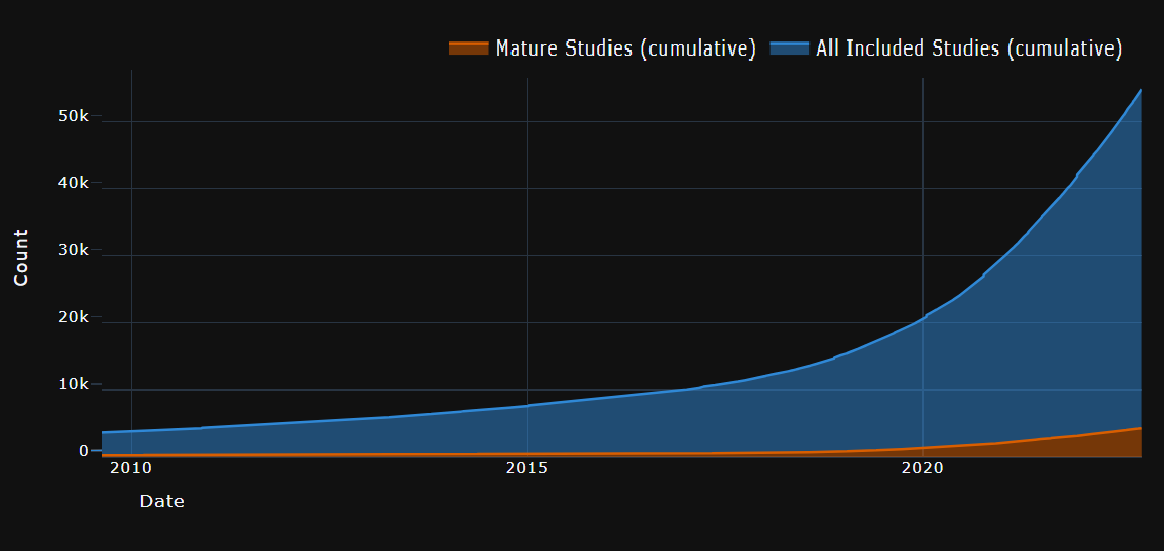 Mature Studies (cumulative) All Included Studies (cumulative)
50k
40k
30k
20k
10k
0
Count
2010 2015 2020
Date